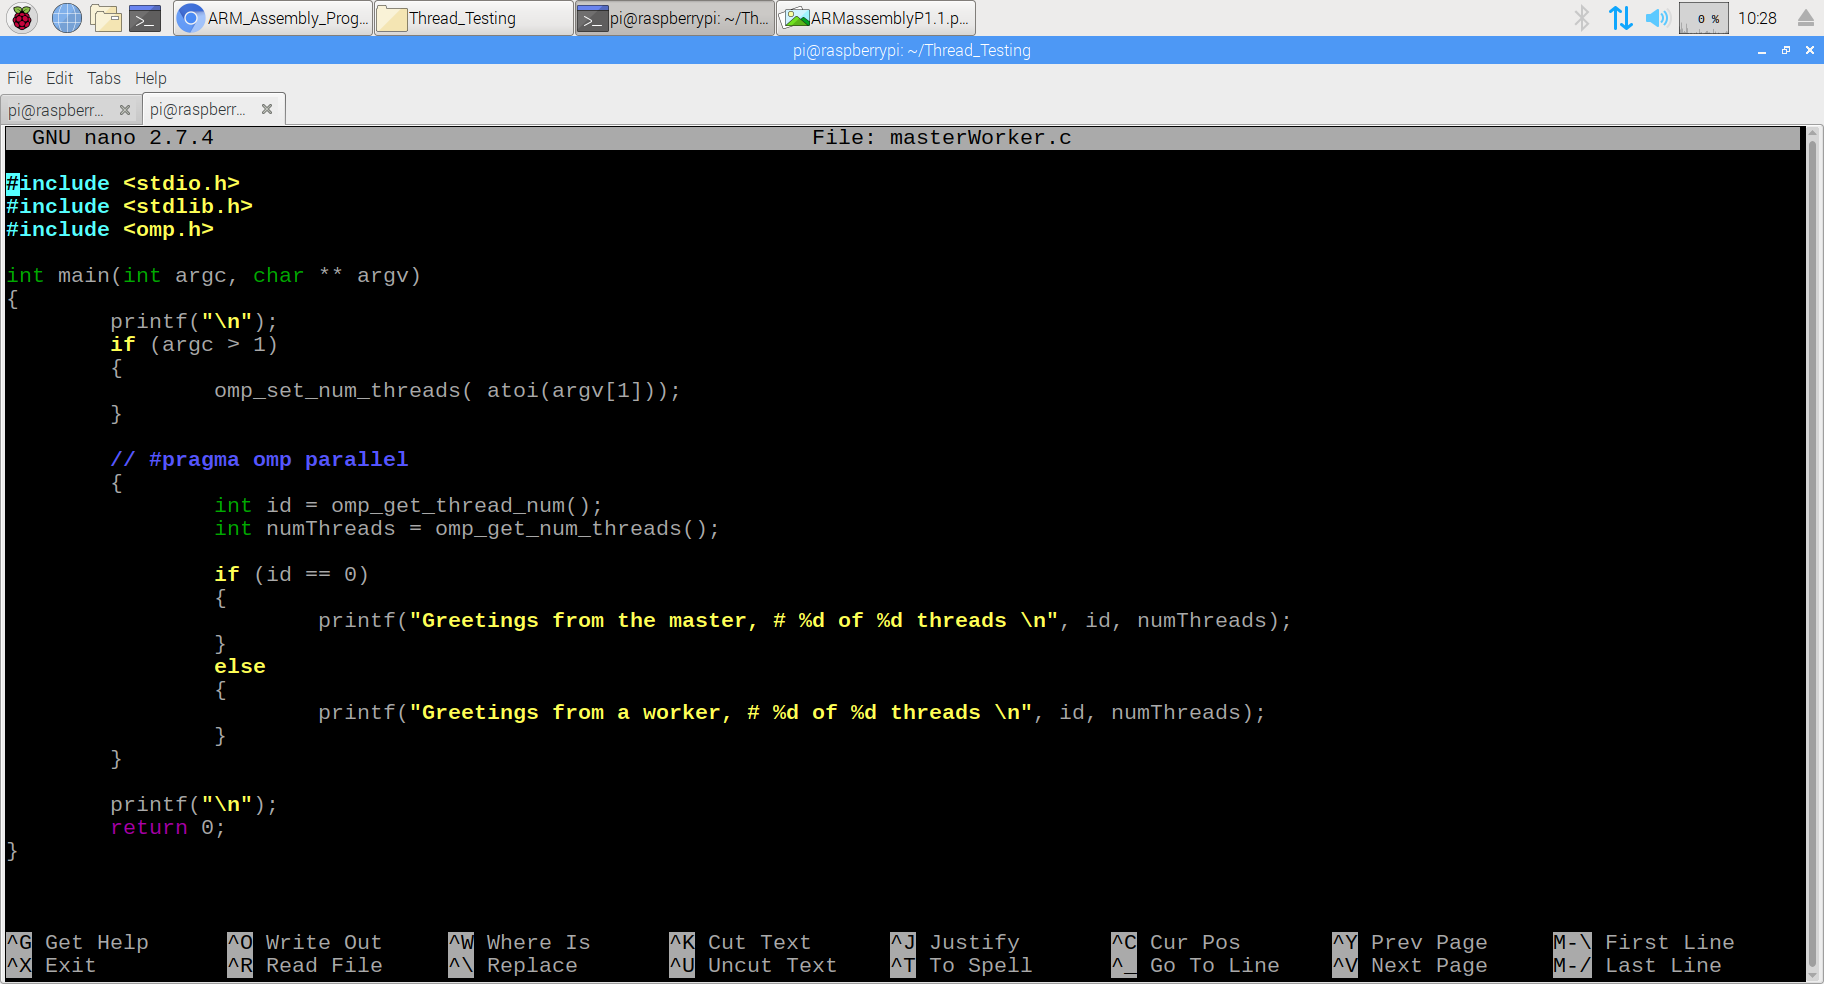 ARM_Assembly_Prog... Thread_Testing pi@raspberrypi: ~/Th... ARMassemblyP1.1.p... 0 % 10:28
pi@raspberrypi: ~/Thread_Testing
File Edit Tabs Help
pi@raspberr... pi@raspberr...
GNU nano 2.7.4 File: masterWorker.c
#include <stdio.h>
#include <stdlib.h>
#include <omp.h>
int main(int argc, char ** argv)
{
printf("\n");
if (argc > 1)
{
omp_set_num_threads( atoi(argv[1]));
}
// #pragma omp parallel
{
int id = omp_get_thread_num();
int numThreads = omp_get_num_threads();
if (id == 0)
{
printf("Greetings from the master, # %d of %d threads \n", id, numThreads);
}
else
{
printf("Greetings from a worker, # %d of %d threads \n", id, numThreads);
}
}
printf("\n");
return 0;
}
^G Get Help ^O Write Out ^W Where Is ^K Cut Text ^J Justify ^C Cur Pos ^Y Prev Page M-\ First Line
^X Exit ^R Read File ^\ Replace ^U Uncut Text ^T To Spell ^_ Go To Line ^V Next Page M-/ Last Line